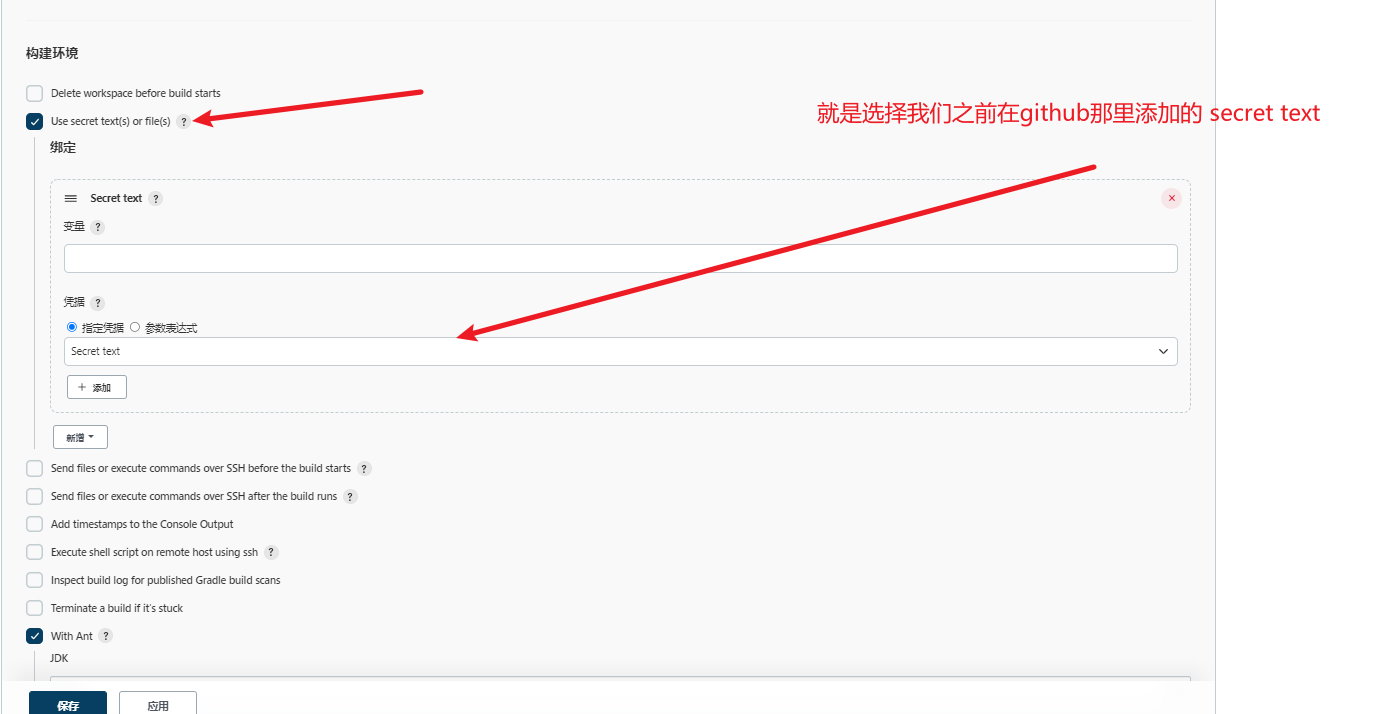 构建环境
Delete workspace before build starts
Use secret text(s) or file(s) ?
就是选择我们之前在github那里添加的 secret text
绑定
Secret text ?
变量 ?
凭据 ?
指定凭据 参数表达式
Secret text
添加
新增
Send files or execute commands over SSH before the build starts ?
Send files or execute commands over SSH after the build runs ?
Add timestamps to the Console Output
Execute shell script on remote host using ssh ?
Inspect build log for published Gradle build scans
Terminate a build if it's stuck
With Ant ?
JDK
保存 应用